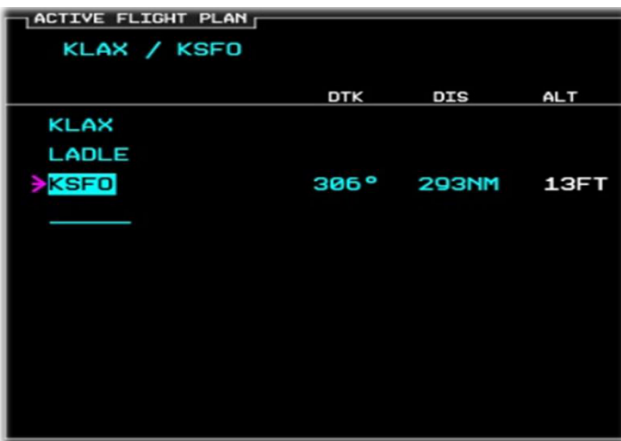 ACTIVE FLIGHT PLAN
KLAX / KSFO
DTK DIS ALT
KLAX
LADLE
KSFO 306° 293NM 13FT